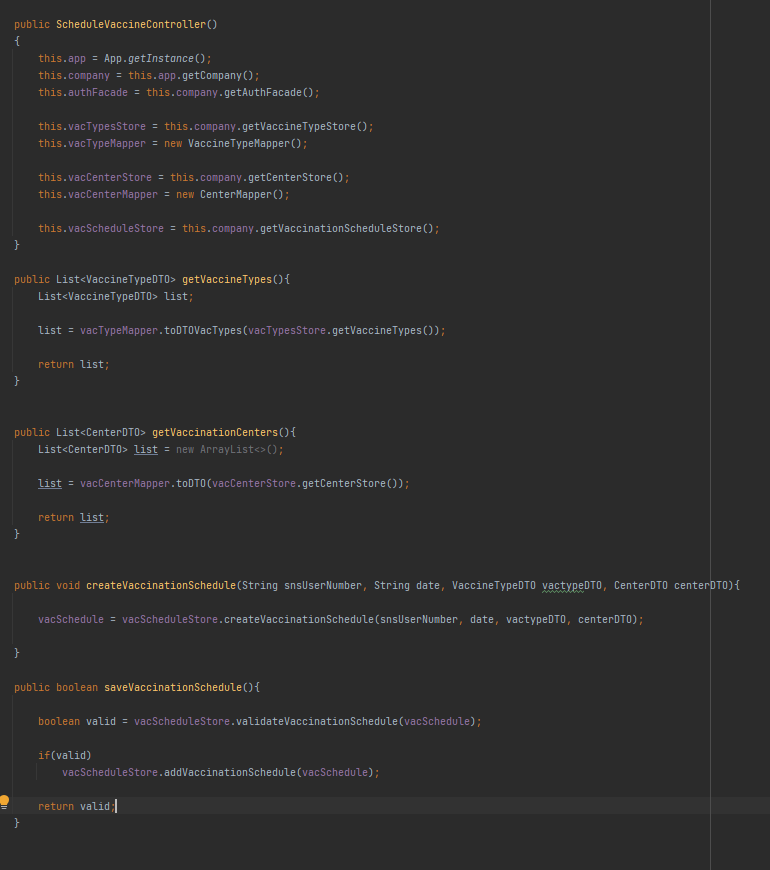 public ScheduleVaccineController()
{
this.app = App.getInstance();
this.company = this.app.getCompany();
this.authFacade = this.company.getAuthFacade();
this.vacTypesStore = this.company.getVaccineTypeStore();
this.vacTypeMapper = new VaccineTypeMapper();
this.vacCenterStore = this.company.getCenterStore();
this.vacCenterMapper = new CenterMapper();
this.vacScheduleStore = this.company.getVaccinationScheduleStore();
}
public List<VaccineTypeDTO> getVaccineTypes(){
List<VaccineTypeDTO> list;
list = vacTypeMapper.toDTOVacTypes(vacTypesStore.getVaccineTypes());
return list;
}
public List<CenterDTO> getVaccinationCenters(){
List<CenterDTO> list = new ArrayList<>();
list = vacCenterMapper.toDTO(vacCenterStore.getCenterStore());
return list;
}
public void createVaccinationSchedule(String snsUserNumber, String date, VaccineTypeDTO vactypeDTO, CenterDTO centerDTO){
vacSchedule = vacScheduleStore.createVaccinationSchedule(snsUserNumber, date, vactypeDTO, centerDTO);
}
public boolean saveVaccinationSchedule(){
boolean valid = vacScheduleStore.validateVaccinationSchedule(vacSchedule);
if(valid)
vacScheduleStore.addVaccinationSchedule(vacSchedule);
return valid;
}